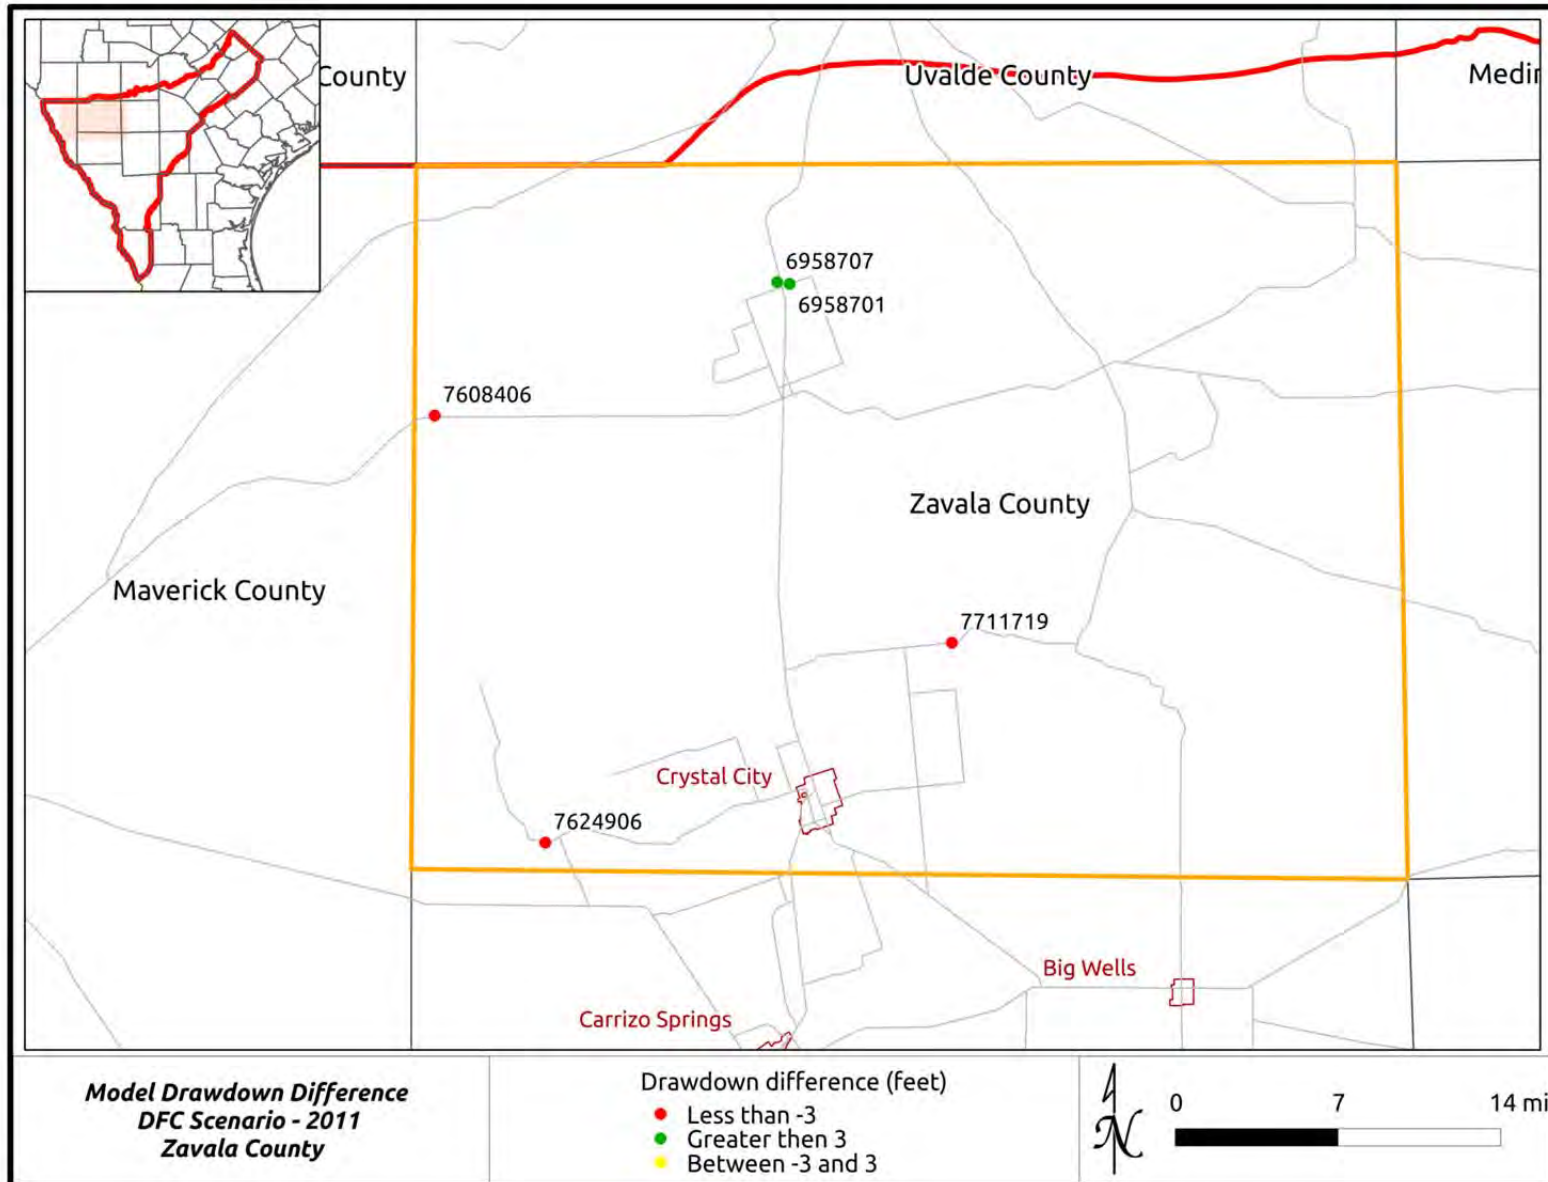 County
Uvalde County
Medin
6958707
6958701
7608406
Zavala County
Maverick County
7711719
Crystal City
7624906
Big Wells
Carrizo Springs
Model Drawdown Difference
DFC Scenario - 2011
Zavala County
Drawdown difference (feet)
Less than -3
Greater then 3
Between -3 and 3
N
0 7 14 mi